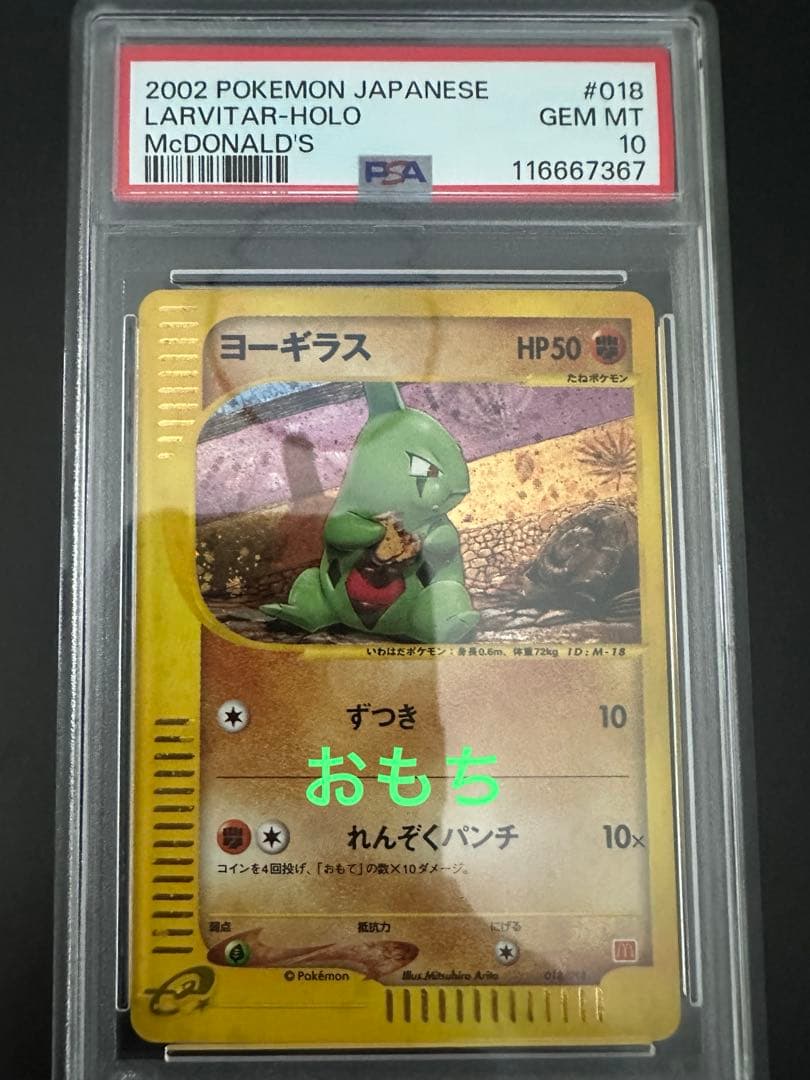 2002 POKEMON JAPANESE #018
LARVITAR-HOLO GEM MT
McDONALD'S 10
PSA 116667367
ヨーギラス HP50
たねポケモン
いわはだポケモン：身長0.6m、体重72kg ID:M-18
ずつき 10
おもち
れんぞくパンチ 10×
コインを4回投げ、「おもて」の数×10ダメージ。
弱点 抵抗力 にげる
©Pokémon Illus.Mitsuhiro Arita 018